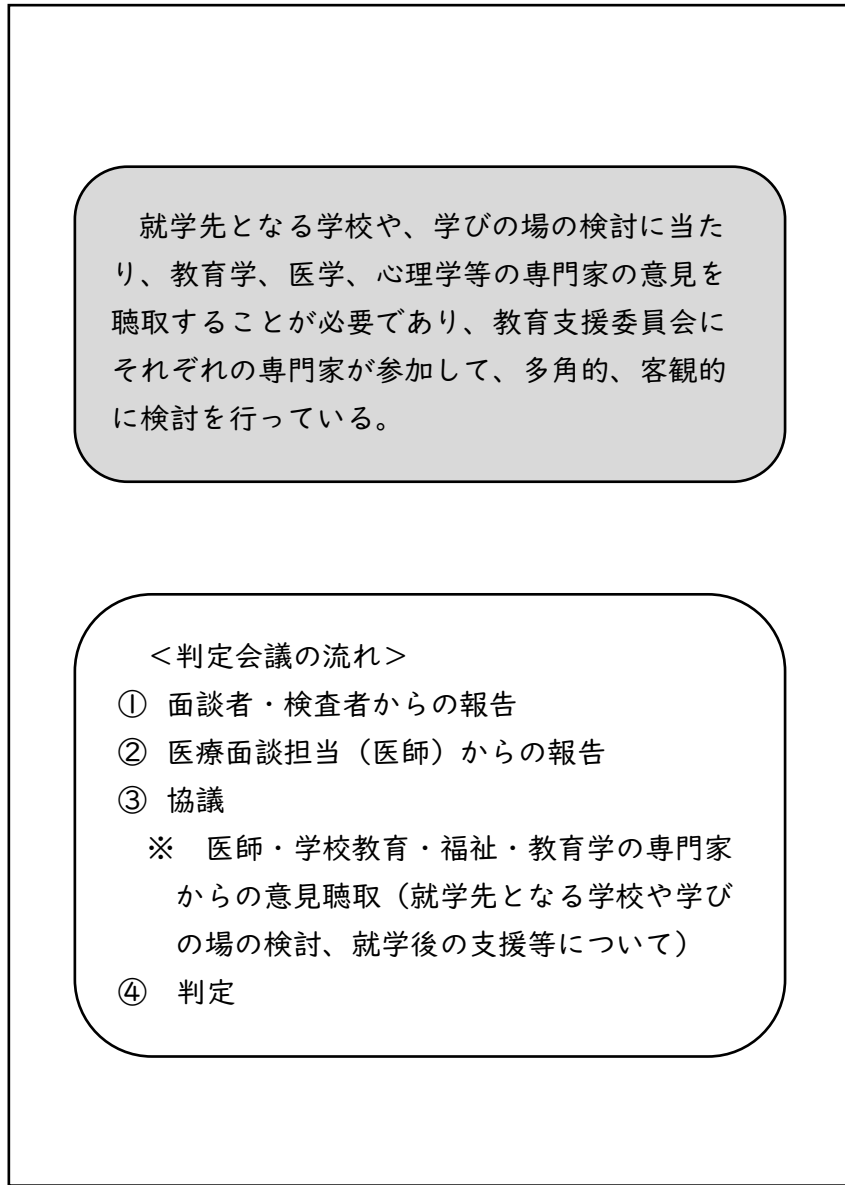 就学先となる学校や、学びの場の検討に当た
り、教育学、医学、心理学等の専門家の意見を
聴取することが必要であり、教育支援委員会に
それぞれの専門家が参加して、多角的、客観的
に検討を行っている。
＜判定会議の流れ＞
① 面談者・検査者からの報告
② 医療面談担当（医師）からの報告
③ 協議
※　医師・学校教育・福祉・教育学の専門家
からの意見聴取（就学先となる学校や学び
の場の検討、就学後の支援等について）
④　判定